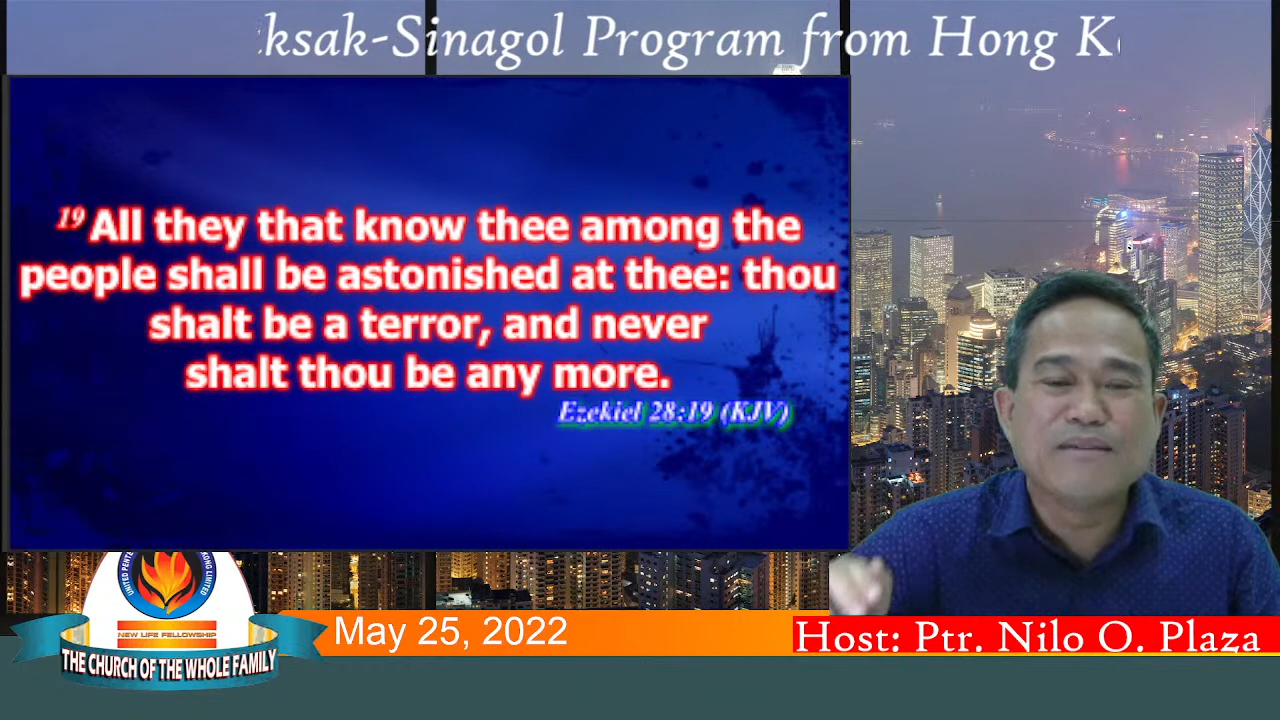 ksak-Sinagol Program from Hong K
19 All they that know thee among the
people shall be astonished at thee: thou
shalt be a terror, and never
shalt thou be any more.
Ezekiel 28:19 (KJV)
NEW LIFE FELLOWSHIP
THE CHURCH OF THE WHOLE FAMILY
May 25, 2022
Host: Ptr. Nilo O. Plaza